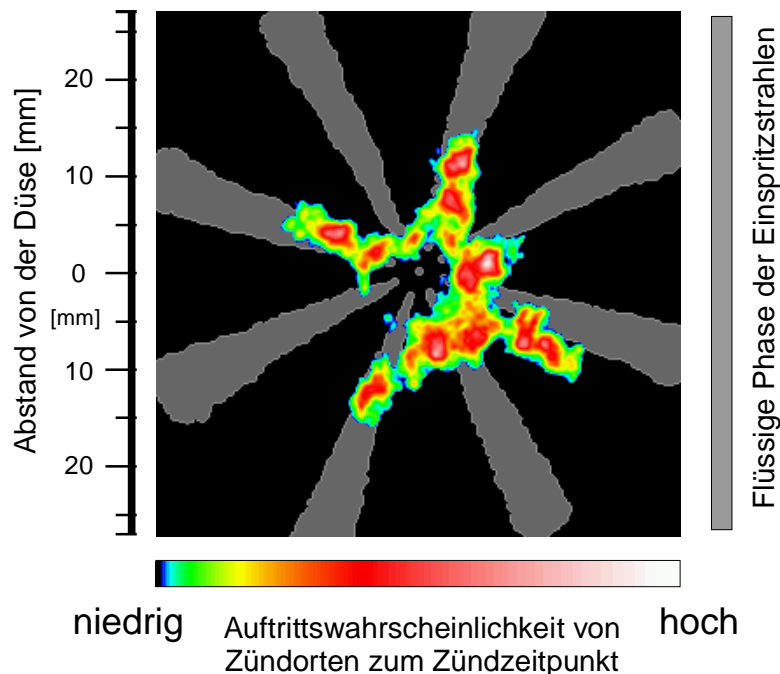 Abstand von der Düse [mm]
20
10
0
[mm]
10
20
Flüssige Phase der Einspritzstrahlen
niedrig
hoch
Auftrittswahrscheinlichkeit von
Zündorten zum Zündzeitpunkt